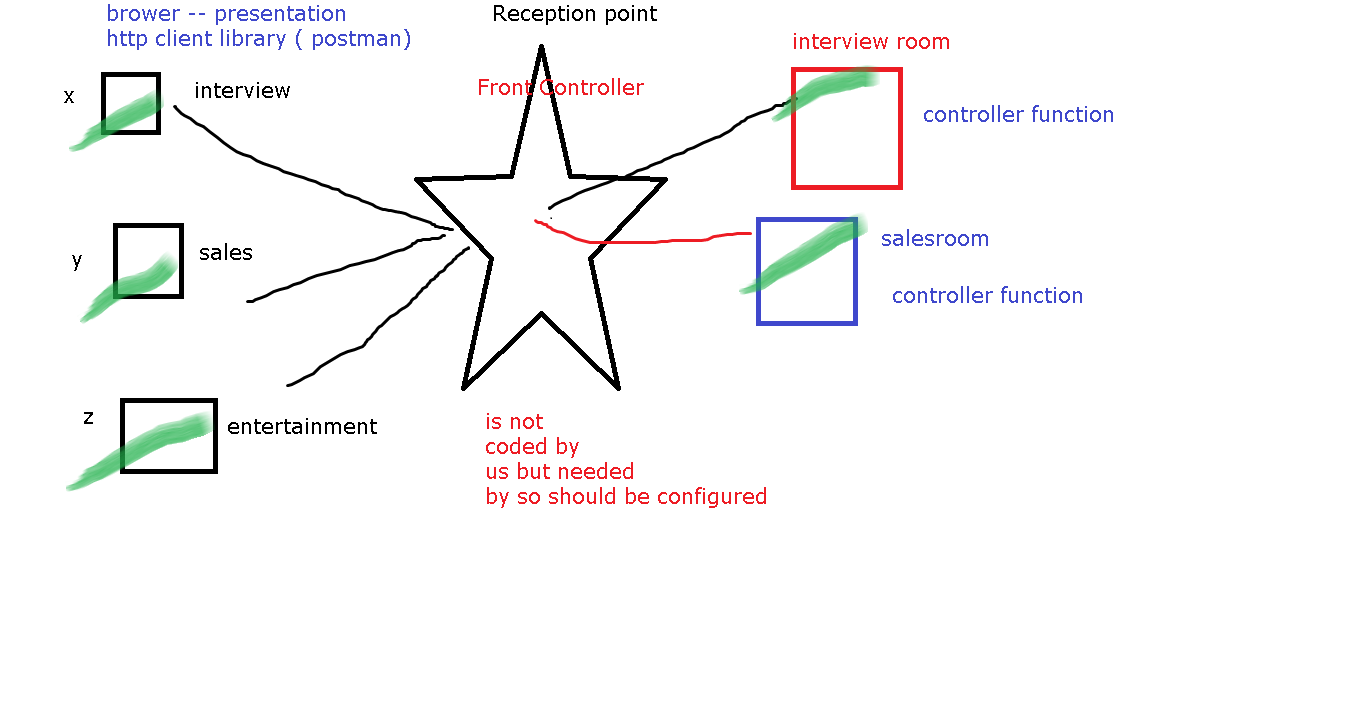 brower -- presentation
http client library ( postman)
Reception point
interview room
Front Controller
x
interview
controller function
y
sales
salesroom
controller function
z
entertainment
is not
coded by
us but needed
by so should be configured